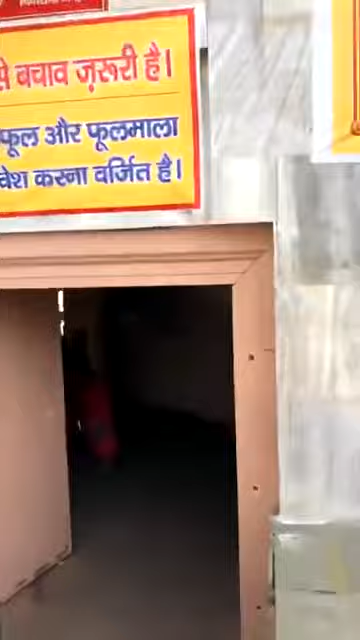 से बचाव ज़रूरी है।
फूल और फूलमाला
वेश करना वर्जित है।